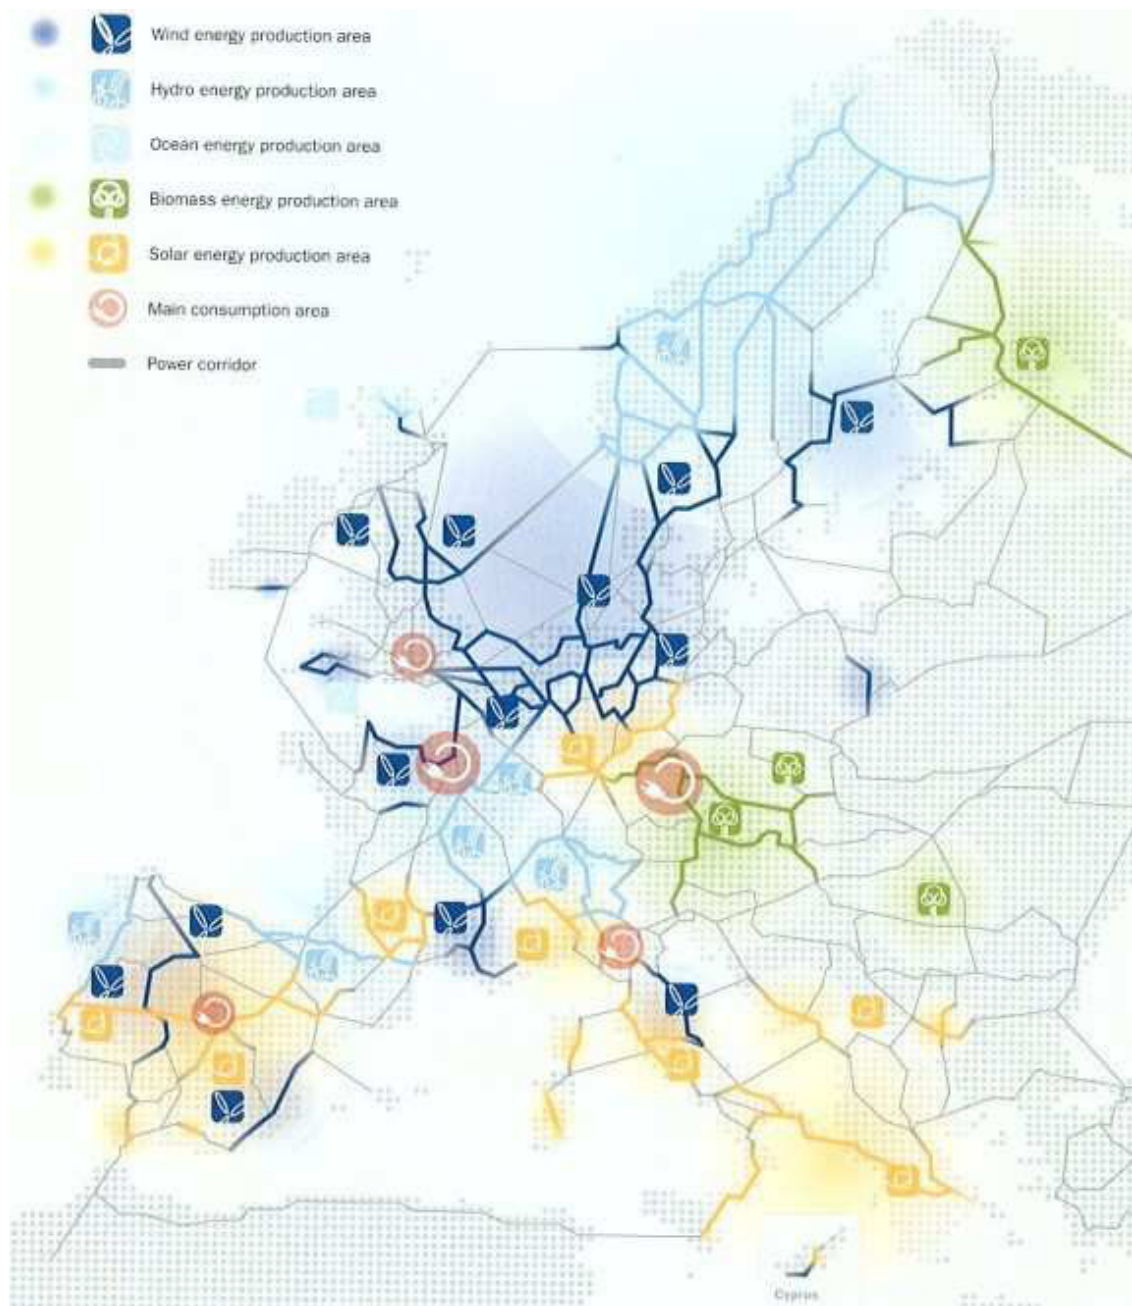 Wind energy production area
Hydro energy production area
Ocean energy production area
Biomass energy production area
Solar energy production area
Main consumption area
Power corridor
Cyprus